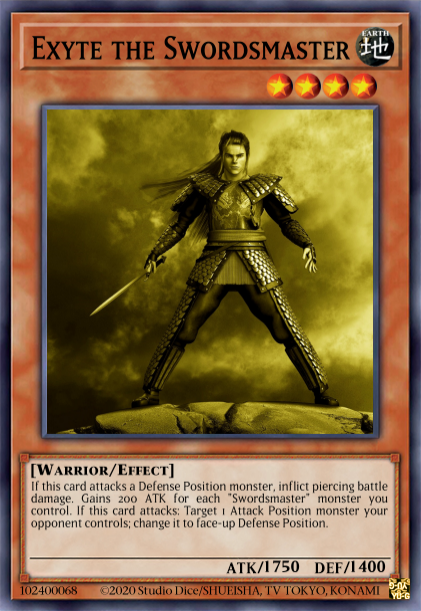 Exyte the Swordsmaster
EARTH
地
[Warrior/Effect]
If this card attacks a Defense Position monster, inflict piercing battle
damage. Gains 200 ATK for each "Swordsmaster" monster you
control. If this card attacks: Target 1 Attack Position monster your
opponent controls; change it to face-up Defense Position.
ATK/1750 DEF/1400
102400068 ©2020 Studio Dice/SHUEISHA, TV TOKYO, KONAMI